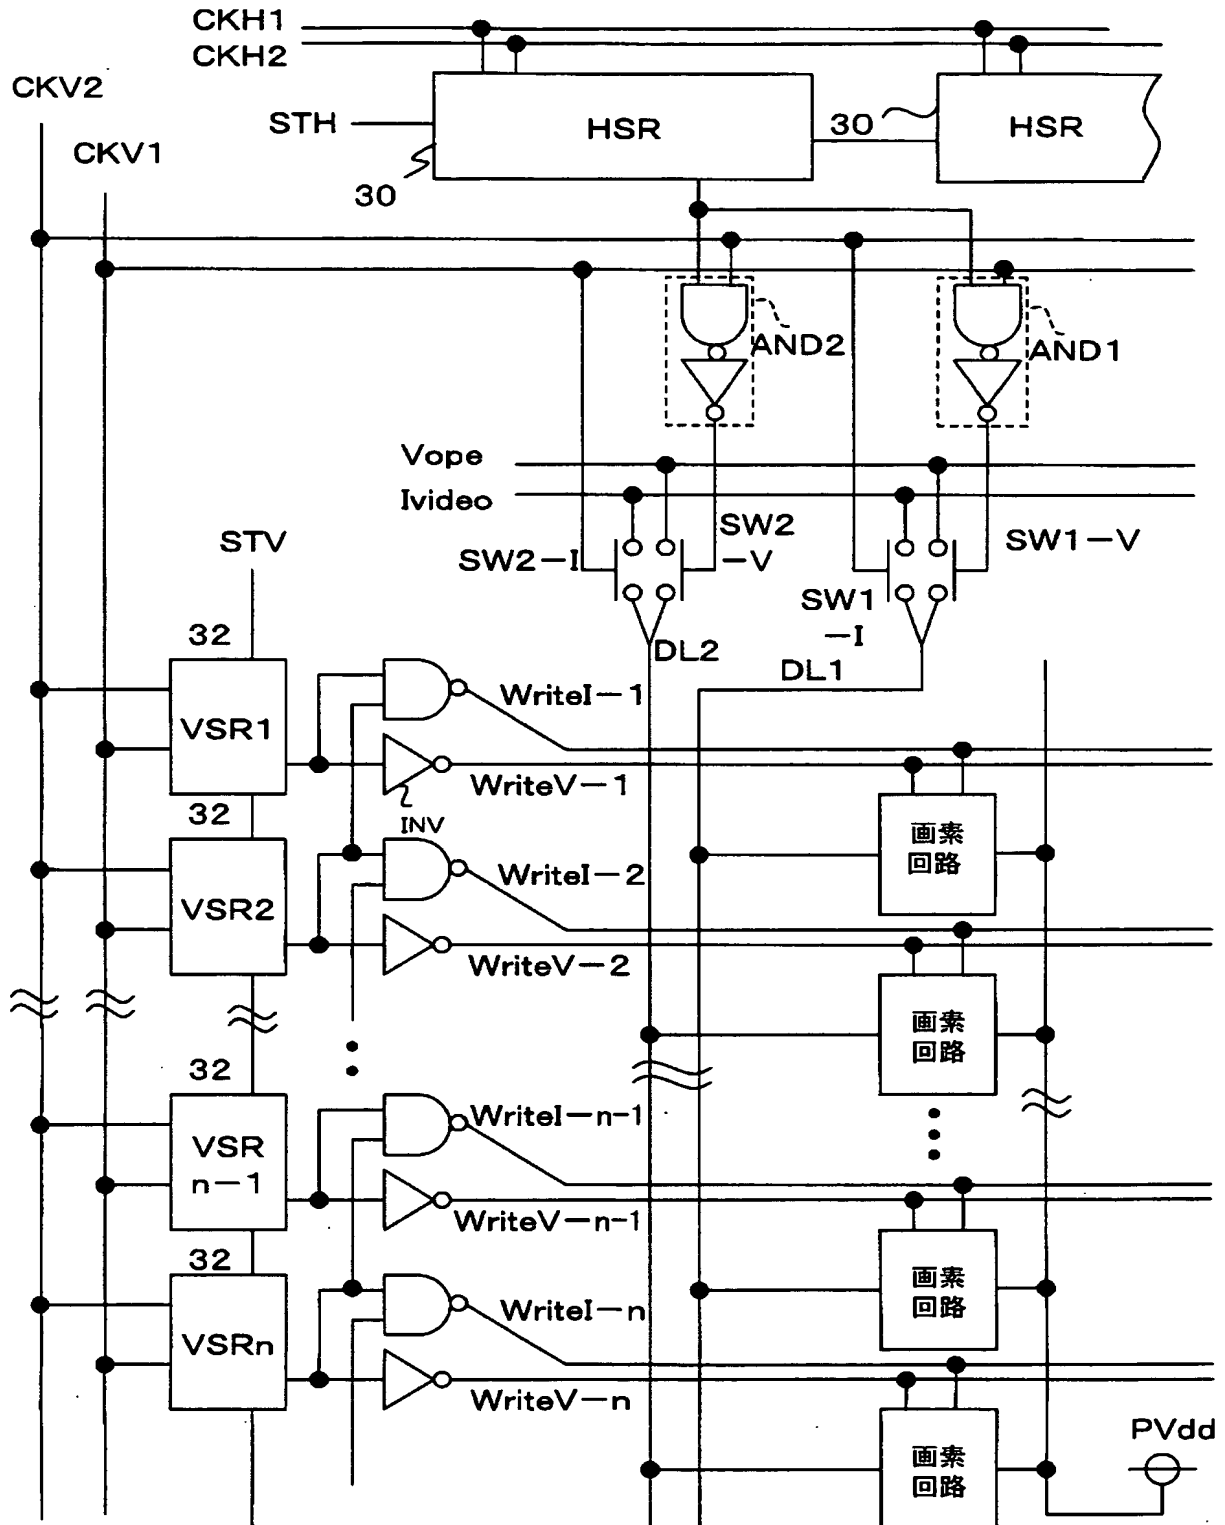 CKH1
CKH2
CKV2
CKV1
STH
HSR
30
30
HSR
AND2
AND1
Vope
Ivideo
SW2-I
SW2
-V
SW1
-I
SW1-V
STV
DL2
DL1
32
VSR1
WriteI-1
WriteV-1
INV
画素
回路
32
VSR2
WriteI-2
WriteV-2
画素
回路
32
VSR
n-1
WriteI-n-1
WriteV-n-1
画素
回路
32
VSRn
WriteI-n
WriteV-n
画素
回路
PVdd